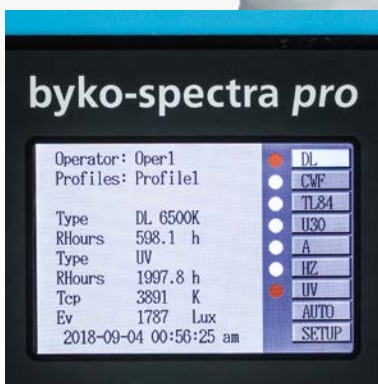 byko-spectra pro
Operator: Oper1
Profiles: Profile1
Type DL 6500K
RHours 598.1 h
Type UV
RHours 1997.8 h
Tcp 3891 K
Ev 1787 Lux
2018-09-04 00:56:25 am
DL
CWF
TL84
U30
A
HZ
UV
AUTO
SETUP